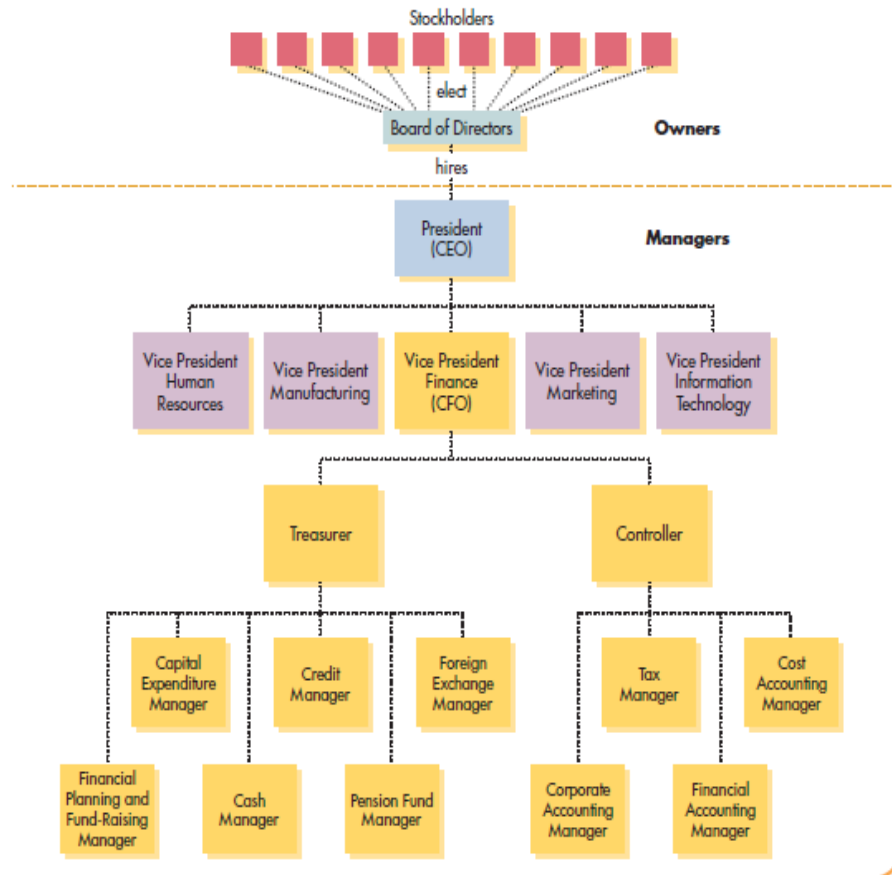 Stockholders
elect
Board of Directors
Owners
hires
President
(CEO)
Managers
Vice President
Human
Resources
Vice President
Manufacturing
Vice President
Finance
(CFO)
Vice President
Marketing
Vice President
Information
Technology
Treasurer
Controller
Capital
Expenditure
Manager
Credit
Manager
Foreign
Exchange
Manager
Tax
Manager
Cost
Accounting
Manager
Financial
Planning and
Fund-Raising
Manager
Cash
Manager
Pension Fund
Manager
Corporate
Accounting
Manager
Financial
Accounting
Manager